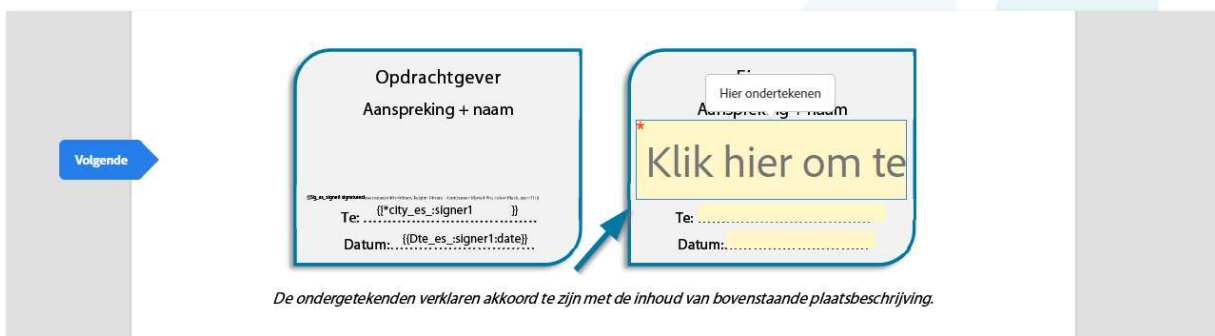 Opdrachtgever
Aanspreking + naam
Te: {{*city_es_:signer1 }}
Datum: {{Dte_es_:signer1:date}}
Hier ondertekenen
*
Klik hier om te
Te:
Datum:
Volgende
De ondergetekenden verklaren akkoord te zijn met de inhoud van bovenstaande plaatsbeschrijving.